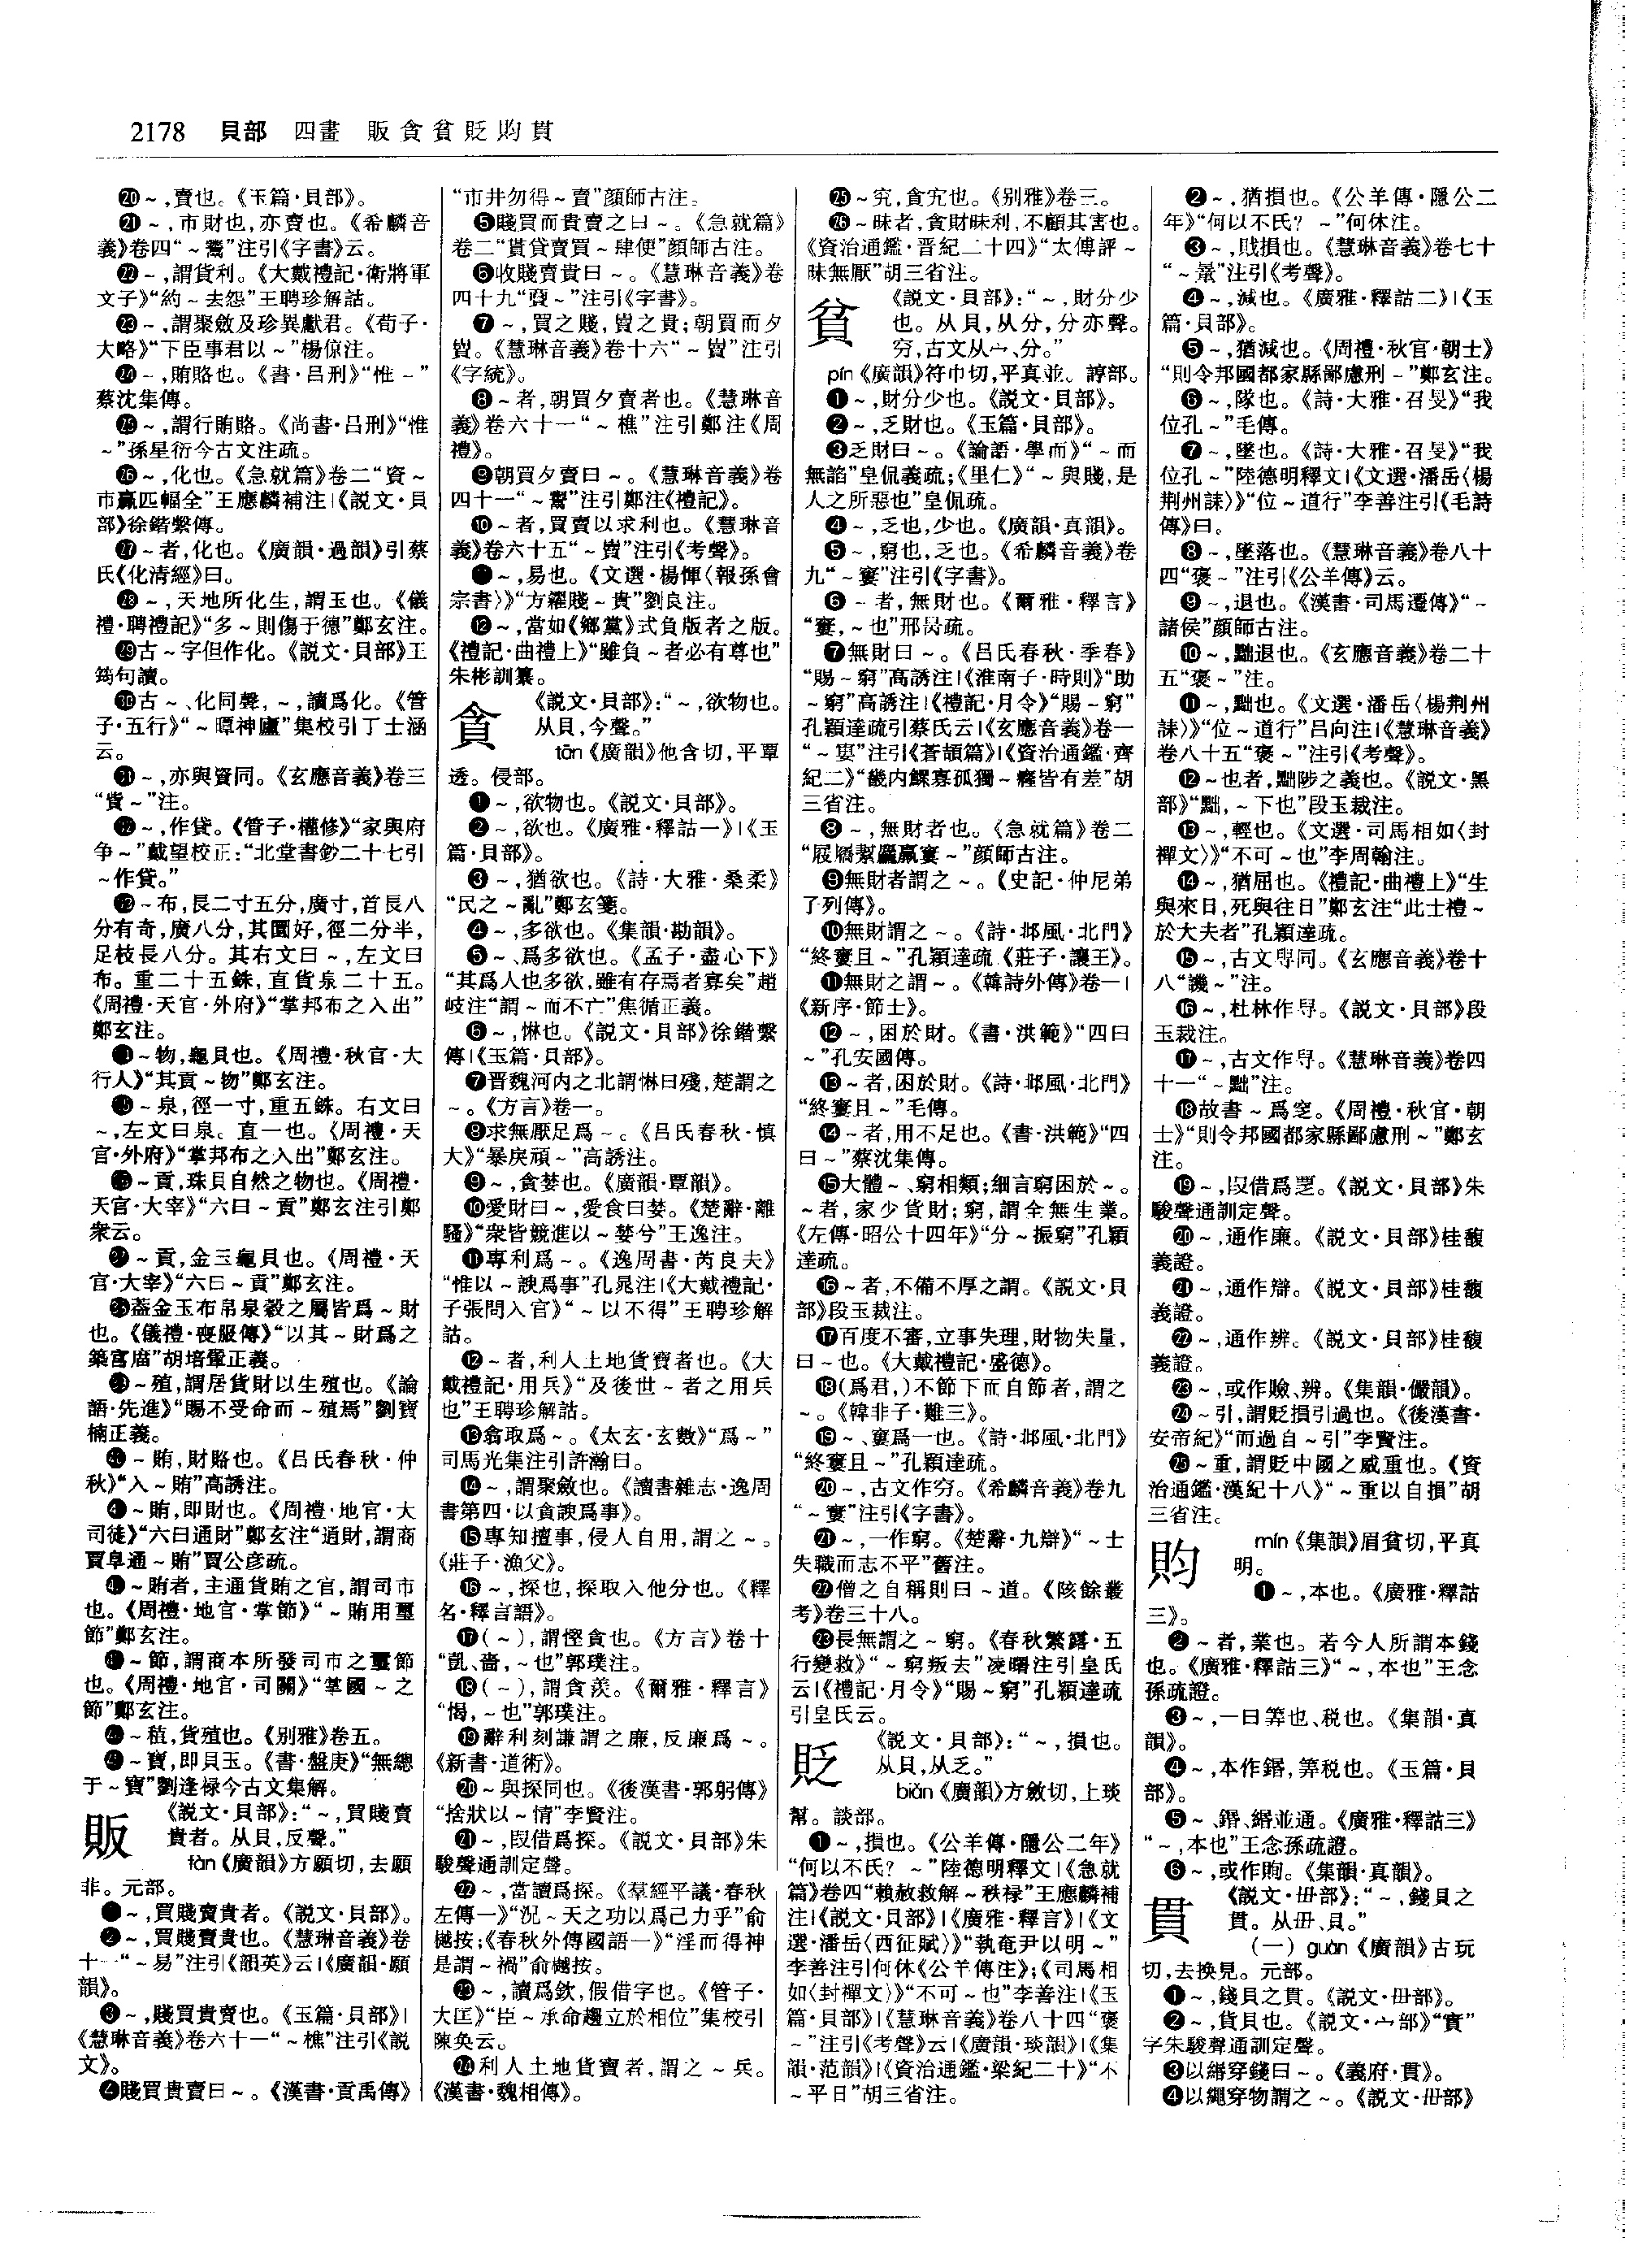 2178 貝部 四畫 販貪貧貶䝧貫
⑳～,賣也。《玉篇·貝部》。
㉑～,市財也,亦賣也。《希麟音
義》卷四“～鬻”注引《字書》云。
㉒～,謂貨利。《大戴禮記·衛將軍
文子》“約～去怨”王聘珍解詁。
㉓～,謂聚斂及珍異獻君。《荀子·
大略》“下臣事君以～”楊倞注。
㉔～,賄賂也。《書·吕刑》“惟～”
蔡沈集傳。
㉕～,謂行賄賂。《尚書·吕刑》“惟
～”孫星衍今古文注疏。
㉖～,化也。《急就篇》卷二“資～
市贏匹幅全”王應麟補注|《説文·貝
部》徐鍇繫傳。
㉗～者,化也。《廣韻·過韻》引蔡
氏《化清經》曰。
㉘～,天地所化生,謂玉也。《儀
禮·聘禮記》“多～則傷于德”鄭玄注。
㉙古～字但作化。《説文·貝部》王
筠句讀。
㉚古～、化同聲,～,讀爲化。《管
子·五行》“～曋神廬”集校引丁士涵
云。
㉛～,亦與資同。《玄應音義》卷三
“貲～”注。
㉜～,作貸。《管子·權修》“家與府
争～”戴望校正:“北堂書鈔二十七引
～作貸。”
㉝～布,長二寸五分,廣寸,首長八
分有奇,廣八分,其圜好,徑二分半,
足枝長八分。其右文曰～,左文曰
布。重二十五銖,直貨泉二十五。
《周禮·天官·外府》“掌邦布之入出”
鄭玄注。
㉞～物,龜貝也。《周禮·秋官·大
行人》“其貢～物”鄭玄注。
㉟～泉,徑一寸,重五銖。右文曰
～,左文曰泉。直一也。《周禮·天
官·外府》“掌邦布之入出”鄭玄注。
㊱～貢,珠貝自然之物也。《周禮·
天官·大宰》“六曰～貢”鄭玄注引鄭
衆云。
㊲～貢,金玉龜貝也。《周禮·天
官·大宰》“六曰～貢”鄭玄注。
㊳蓋金玉布帛泉穀之屬皆爲～財
也。《儀禮·喪服傳》“以其～財爲之
築宫廟”胡培翬正義。
㊴～殖,謂居貨財以生殖也。《論
語·先進》“賜不受命而～殖焉”劉寶
楠正義。
㊵～賄,財賂也。《吕氏春秋·仲
秋》“入～賄”高誘注。
㊶～賄,即財也。《周禮·地官·大
司徒》“六曰通財”鄭玄注“通財,謂商
賈阜通～賄”賈公彦疏。
㊷～賄者,主通貨賄之官,謂司市
也。《周禮·地官·掌節》“～賄用璽
節”鄭玄注。
㊸～節,謂商本所發司市之璽節
也。《周禮·地官·司關》“掌國～之
節”鄭玄注。
㊹～稙,貨殖也。《别雅》卷五。
㊺～寶,即貝玉。《書·盤庚》“無總
于～寶”劉逢禄今古文集解。
販 《説文·貝部》:“～,買賤賣
貴者。从貝,反聲。”
fàn《廣韻》方願切,去願
非。元部。
❶～,買賤賣貴者。《説文·貝部》。
❷～,買賤賣貴也。《慧琳音義》卷
十一“～易”注引《韻英》云|《廣韻·願
韻》。
❸～,賤買貴賣也。《玉篇·貝部》|
《慧琳音義》卷六十一“～樵”注引《説
文》。
❹賤買貴賣曰～。《漢書·貢禹傳》
“市井勿得～賣”顔師古注。
❺賤買而貴賣之曰～。《急就篇》
卷二“貰貸賣買～肆便”顔師古注。
❻收賤賣貴曰～。《慧琳音義》卷
四十九“𧸇～”注引《字書》。
❼～,買之賤,賣之貴;朝買而夕
賣。《慧琳音義》卷十六“～賣”注引
《字統》。
❽～者,朝買夕賣者也。《慧琳音
義》卷六十一“～樵”注引鄭注《周
禮》。
❾朝買夕賣曰～。《慧琳音義》卷
四十一“～鬻”注引鄭注《禮記》。
❿～者,買賣以求利也。《慧琳音
義》卷六十五“～賣”注引《考聲》。
⓫～,易也。《文選·楊惲〈報孫會
宗書〉》“方糴賤～貴”劉良注。
⓬～,當如《鄉黨》式負版者之版。
《禮記·曲禮上》“雖負～者必有尊也”
朱彬訓纂。
貪 《説文·貝部》:“～,欲物也。
从貝,今聲。”
tān《廣韻》他含切,平覃
透。侵部。
❶～,欲物也。《説文·貝部》。
❷～,欲也。《廣雅·釋詁一》|《玉
篇·貝部》。
❸～,猶欲也。《詩·大雅·桑柔》
“民之～亂”鄭玄箋。
❹～,多欲也。《集韻·勘韻》。
❺～、爲多欲也。《孟子·盡心下》
“其爲人也多欲,雖有存焉者寡矣”趙
岐注“謂～而不亡”焦循正義。
❻～,惏也。《説文·貝部》徐鍇繫
傳|《玉篇·貝部》。
❼晋魏河内之北謂惏曰殘,楚謂之
～。《方言》卷一。
❽求無厭足爲～。《吕氏春秋·慎
大》“暴戾頑～”高誘注。
❾～,貪婪也。《廣韻·覃韻》。
❿愛財曰～,愛食曰婪。《楚辭·離
騷》“衆皆競進以～婪兮”王逸注。
⓫專利爲～。《逸周書·芮良夫》
“惟以～諛爲事”孔晁注|《大戴禮記·
子張問入官》“～以不得”王聘珍解
詁。
⓬～者,利人土地貨寶者也。《大
戴禮記·用兵》“及後世～者之用兵
也”王聘珍解詁。
⓭翕取爲～。《太玄·玄數》“爲～”
司馬光集注引許瀚曰。
⓮～,謂聚斂也。《讀書雜志·逸周
書第四·以貪諛爲事》。
⓯專知擅事,侵人自用,謂之～。
《莊子·漁父》。
⓰～,探也,探取入他分也。《釋
名·釋言語》。
⓱(～),謂慳貪也。《方言》卷十
“亄、嗇,～也”郭璞注。
⓲(～),謂貪羨。《爾雅·釋言》
“愒,～也”郭璞注。
⓳辭利刻謙謂之廉,反廉爲～。
《新書·道術》。
⓴～與探同也。《後漢書·郭躬傳》
“捨狀以～情”李賢注。
㉑～,叚借爲探。《説文·貝部》朱
駿聲通訓定聲。
㉒～,當讀爲探。《羣經平議·春秋
左傳一》“況～天之功以爲己力乎”俞
樾按;《春秋外傳國語一》“淫而得神
是謂～禍”俞樾按。
㉓～,讀爲欽,假借字也。《管子·
大匡》“臣～承命趨立於相位”集校引
陳奂云。
㉔利人土地貨寶者,謂之～兵。
《漢書·魏相傳》。
㉕～宄,貪宄也。《别雅》卷三。
㉖～昧者,貪財昧利,不顧其害也。
《資治通鑑·晋紀二十四》“太傅評～
昧無厭”胡三省注。
貧 《説文·貝部》:“～,財分少
也。从貝,从分,分亦聲。
穷,古文从宀、分。”
pín《廣韻》符巾切,平真並。諄部。
❶～,財分少也。《説文·貝部》。
❷～,乏財也。《玉篇·貝部》。
❸乏財曰～。《論語·學而》“～而
無諂”皇侃義疏;《里仁》“～與賤,是
人之所惡也”皇侃疏。
❹～,乏也,少也。《廣韻·真韻》。
❺～,窮也,乏也。《希麟音義》卷
九“～寠”注引《字書》。
❻～者,無財也。《爾雅·釋言》
“寠,～也”邢昺疏。
❼無財曰～。《吕氏春秋·季春》
“賜～窮”高誘注|《淮南子·時則》“助
～窮”高誘注|《禮記·月令》“賜～窮”
孔穎達疏引蔡氏云|《玄應音義》卷一
“～寠”注引《蒼頡篇》|《資治通鑑·齊
紀二》“畿内鰥寡孤獨～癃皆有差”胡
三省注。
❽～,無財者也。《急就篇》卷二
“屐屩䋈麤羸寠～”顔師古注。
❾無財者謂之～。《史記·仲尼弟
子列傳》。
❿無財謂之～。《詩·邶風·北門》
“終寠且～”孔穎達疏《莊子·讓王》。
⓫無財之謂～。《韓詩外傳》卷一|
《新序·節士》。
⓬～,困於財。《書·洪範》“四曰
～”孔安國傳。
⓭～者,困於財。《詩·邶風·北門》
“終寠且～”毛傳。
⓮～者,用不足也。《書·洪範》“四
曰～”蔡沈集傳。
⓯大體～、窮相類;細言窮困於～。
～者,家少貨財;窮,謂全無生業。
《左傳·昭公十四年》“分～振窮”孔穎
達疏。
⓰～者,不備不厚之謂。《説文·貝
部》段玉裁注。
⓱百度不審,立事失理,財物失量,
曰～也。《大戴禮記·盛德》。
⓲(爲君,)不節下而自節者,謂之
～。《韓非子·難三》。
⓳～、寠爲一也。《詩·邶風·北門》
“終寠且～”孔穎達疏。
⓴～,古文作穷。《希麟音義》卷九
“～寠”注引《字書》。
㉑～,一作窮。《楚辭·九辯》“～士
失職而志不平”舊注。
㉒僧之自稱則曰～道。《陔餘叢
考》卷三十八。
㉓長無謂之～窮。《春秋繁露·五
行變救》“～窮叛去”凌曙注引皇氏
云|《禮記·月令》“賜～窮”孔穎達疏
引皇氏云。
貶 《説文·貝部》:“～,損也。
从貝,从乏。”
biǎn《廣韻》方斂切,上琰
幫。談部。
❶～,損也。《公羊傳·隱公二年》
“何以不氏?～”陸德明釋文|《急就
篇》卷四“賴赦救解～秩禄”王應麟補
注|《説文·貝部》|《廣雅·釋言》|《文
選·潘岳〈西征賦〉》“執奄尹以明～”
李善注引何休《公羊傳注》;《司馬相
如〈封禪文〉》“不可～也”李善注|《玉
篇·貝部》|《慧琳音義》卷八十四“褒
～”注引《考聲》云|《廣韻·琰韻》|《集
韻·范韻》|《資治通鑑·梁紀二十》“不
～平日”胡三省注。
❷～,猶損也。《公羊傳·隱公二
年》“何以不氏?～”何休注。
❸～,貶損也。《慧琳音義》卷七十
“～量”注引《考聲》。
❹～,減也。《廣雅·釋詁二》|《玉
篇·貝部》。
❺～,猶減也。《周禮·秋官·朝士》
“則令邦國都家縣鄙慮刑～”鄭玄注。
❻～,隊也。《詩·大雅·召旻》“我
位孔～”毛傳。
❼～,墜也。《詩·大雅·召旻》“我
位孔～”陸德明釋文|《文選·潘岳〈楊
荆州誄〉》“位～道行”李善注引《毛詩
傳》曰。
❽～,墜落也。《慧琳音義》卷八十
四“褒～”注引《公羊傳》云。
❾～,退也。《漢書·司馬遷傳》“～
諸侯”顔師古注。
❿～,黜退也。《玄應音義》卷二十
五“褒～”注。
⓫～,黜也。《文選·潘岳〈楊荆州
誄〉》“位～道行”吕向注|《慧琳音義》
卷八十五“褒～”注引《考聲》。
⓬～也者,黜陟之義也。《説文·黑
部》“黜,～下也”段玉裁注。
⓭～,輕也。《文選·司馬相如〈封
禪文〉》“不可～也”李周翰注。
⓮～,猶屈也。《禮記·曲禮上》“生
與來日,死與往日”鄭玄注“此士禮～
於大夫者”孔穎達疏。
⓯～,古文㝵同。《玄應音義》卷十
八“譏～”注。
⓰～,杜林作㝵。《説文·貝部》段
玉裁注。
⓱～,古文作㝵。《慧琳音義》卷四
十一“～黜”注。
⓲故書～爲窆。《周禮·秋官·朝
士》“則令邦國都家縣鄙慮刑～”鄭玄
注。
⓳～,叚借爲覂。《説文·貝部》朱
駿聲通訓定聲。
⓴～,通作廉。《説文·貝部》桂馥
義證。
㉑～,通作辯。《説文·貝部》桂馥
義證。
㉒～,通作辨。《説文·貝部》桂馥
義證。
㉓～,或作賺、辨。《集韻·儼韻》。
㉔～引,謂貶損引過也。《後漢書·
安帝紀》“而過自～引”李賢注。
㉕～重,謂貶中國之威重也。《資
治通鑑·漢紀十八》“～重以自損”胡
三省注。
䝧 mín《集韻》眉貧切,平真
明。
❶～,本也。《廣雅·釋詁
三》。
❷～者,業也。若今人所謂本錢
也。《廣雅·釋詁三》“～,本也”王念
孫疏證。
❸～,一曰筭也、税也。《集韻·真
韻》。
❹～,本作鍲,筭税也。《玉篇·貝
部》。
❺～、鍲、緡並通。《廣雅·釋詁三》
“～,本也”王念孫疏證。
❻～,或作䝧。《集韻·真韻》。
貫 《説文·毌部》:“～,錢貝之
貫。从毌、貝。”
(一)guàn《廣韻》古玩
切,去换見。元部。
❶～,錢貝之貫。《説文·毌部》。
❷～,貨貝也。《説文·宀部》“實”
字朱駿聲通訓定聲。
❸以緡穿錢曰～。《義府·貫》。
❹以繩穿物謂之～。《説文·毌部》